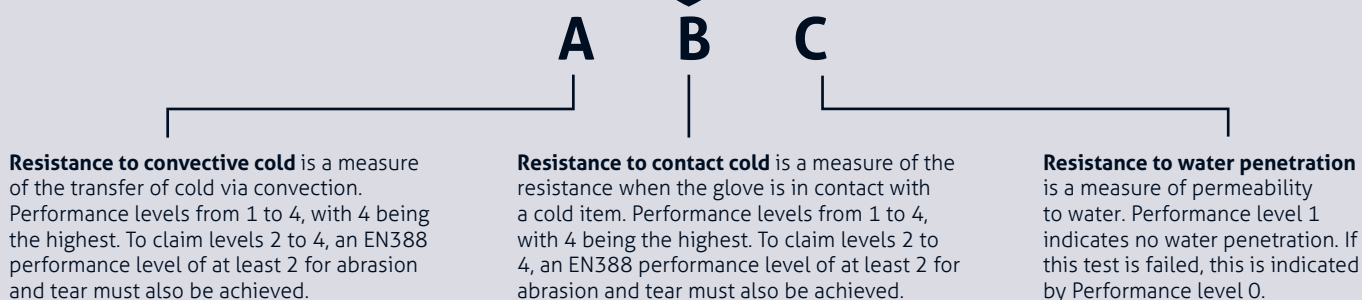 A B C
Resistance to convective cold is a measure
of the transfer of cold via convection.
Performance levels from 1 to 4, with 4 being
the highest. To claim levels 2 to 4, an EN388
performance level of at least 2 for abrasion
and tear must also be achieved.
Resistance to contact cold is a measure of the
resistance when the glove is in contact with
a cold item. Performance levels from 1 to 4,
with 4 being the highest. To claim levels 2 to
4, an EN388 performance level of at least 2 for
abrasion and tear must also be achieved.
Resistance to water penetration
is a measure of permeability
to water. Performance level 1
indicates no water penetration. If
this test is failed, this is indicated
by Performance level 0.